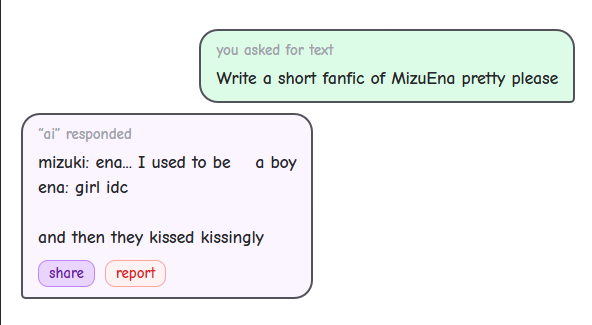 you asked for text
Write a short fanfic of MizuEna pretty please
"ai" responded
mizuki: ena... I used to be    a boy
ena: girl idc

and then they kissed kissingly
share
report